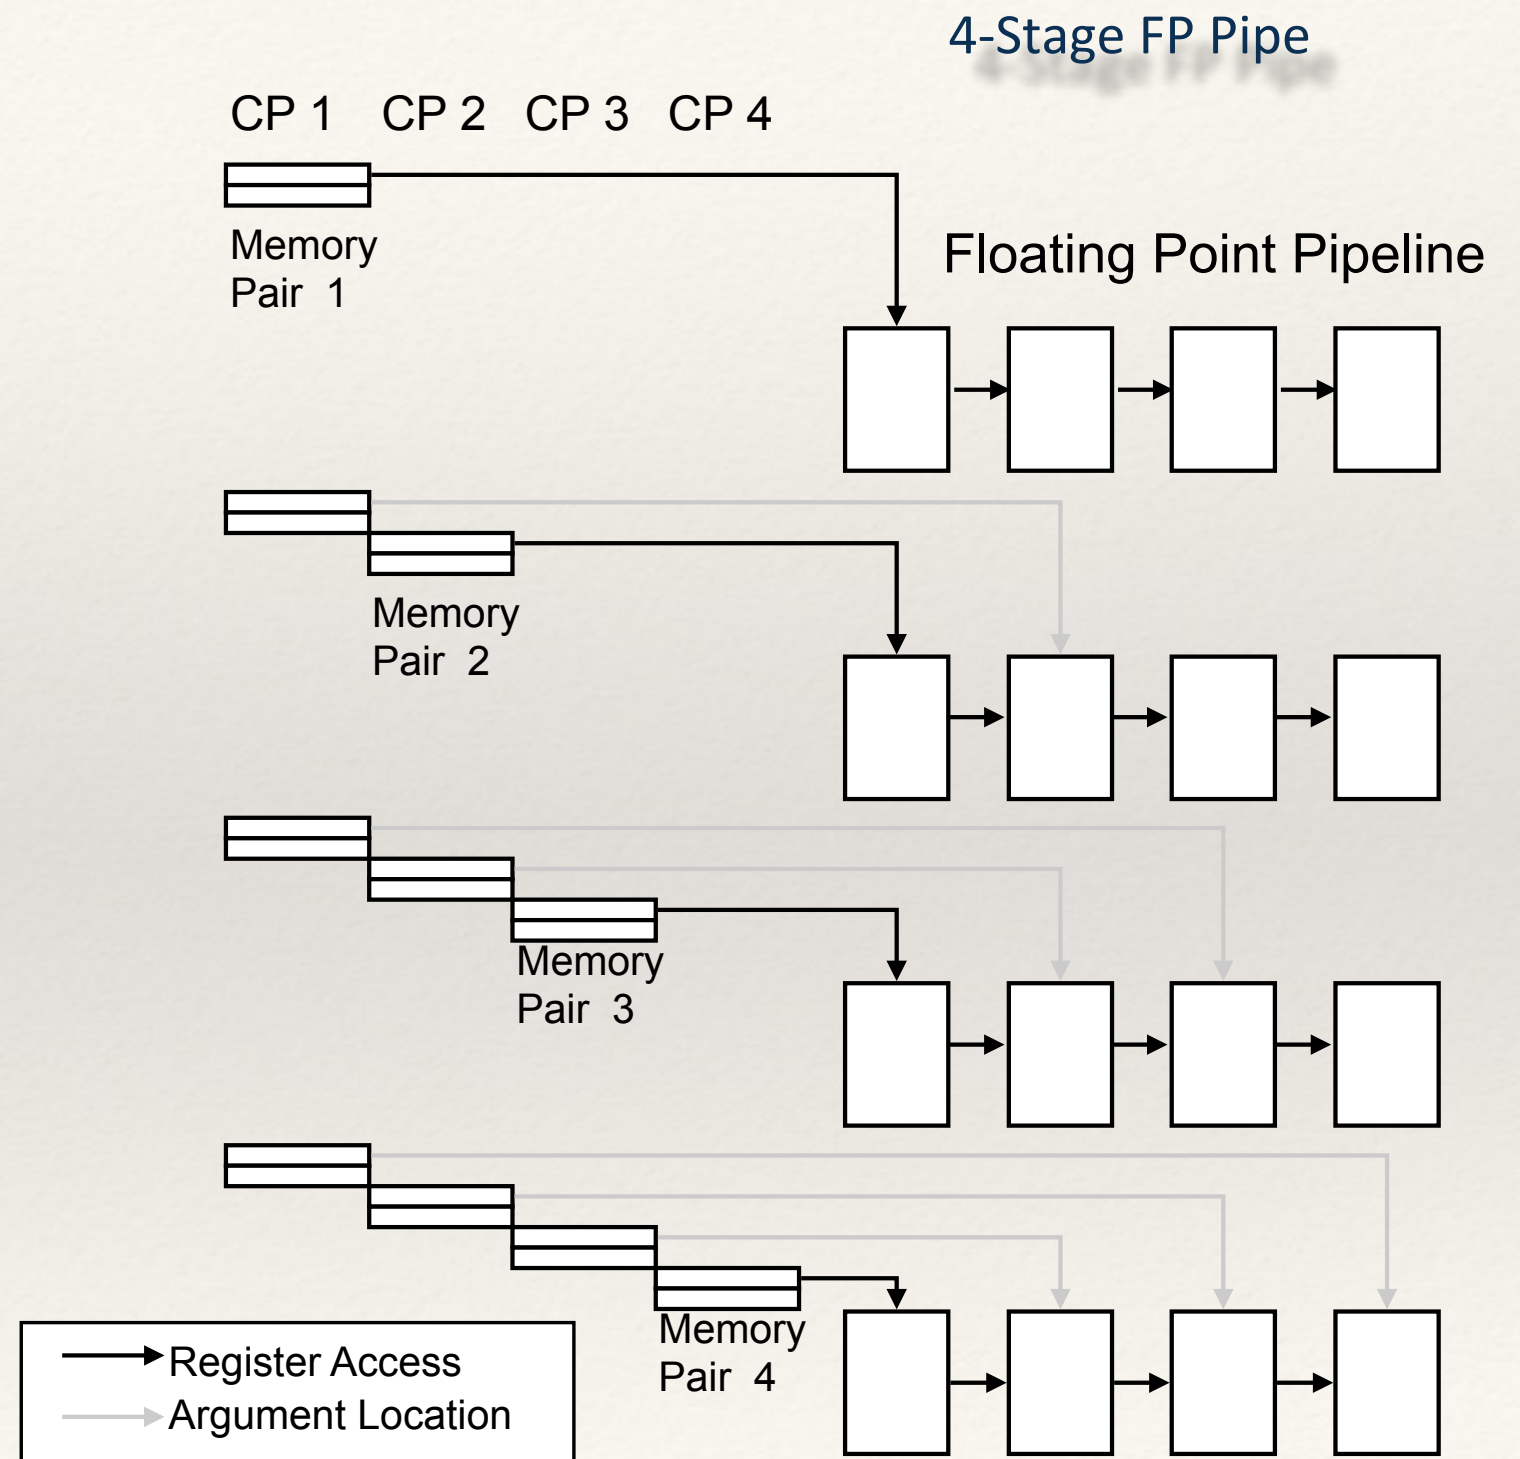 4-Stage FP Pipe
CP 1 CP 2 CP 3 CP 4
Memory
Pair 1
Floating Point Pipeline
Memory
Pair 2
Memory
Pair 3
Memory
Pair 4
Register Access
Argument Location